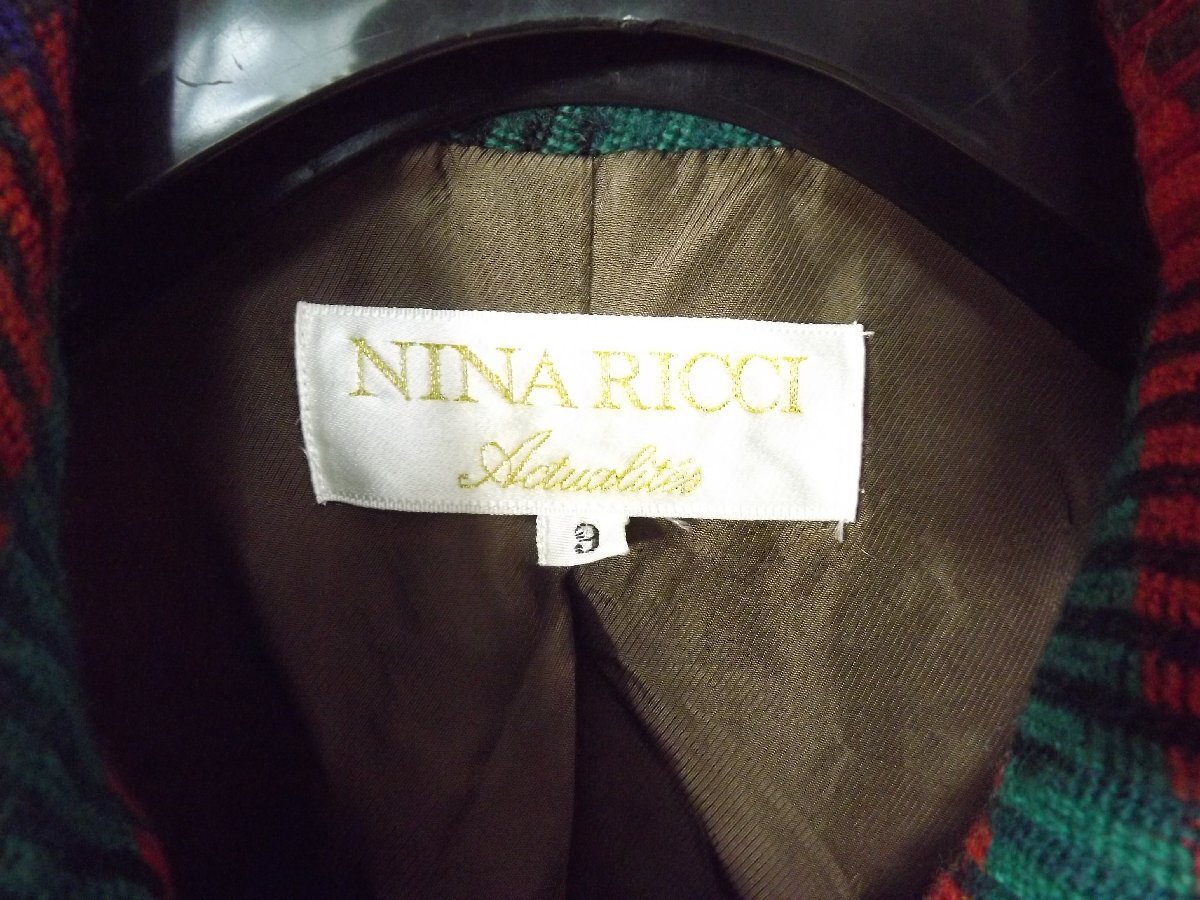 NINA RICCI
Actualités
9